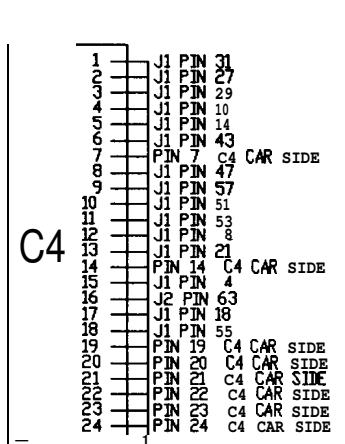 1 J1 PIN 31
2 J1 PIN 27
3 J1 PIN 29
4 J1 PIN 10
5 J1 PIN 14
6 J1 PIN 43
7 PIN 7 C4 CAR SIDE
8 J1 PIN 47
9 J1 PIN 57
10 J1 PIN 51
11 J1 PIN 53
12 J1 PIN 8
C4
13 J1 PIN 21
14 PIN 14 C4 CAR SIDE
15 J1 PIN 4
16 J2 PIN 63
17 J1 PIN 18
18 J1 PIN 55
19 PIN 19 C4 CAR SIDE
20 PIN 20 C4 CAR SIDE
21 PIN 21 C4 CAR SIDE
22 PIN 22 C4 CAR SIDE
23 PIN 23 C4 CAR SIDE
24 PIN 24 C4 CAR SIDE
1